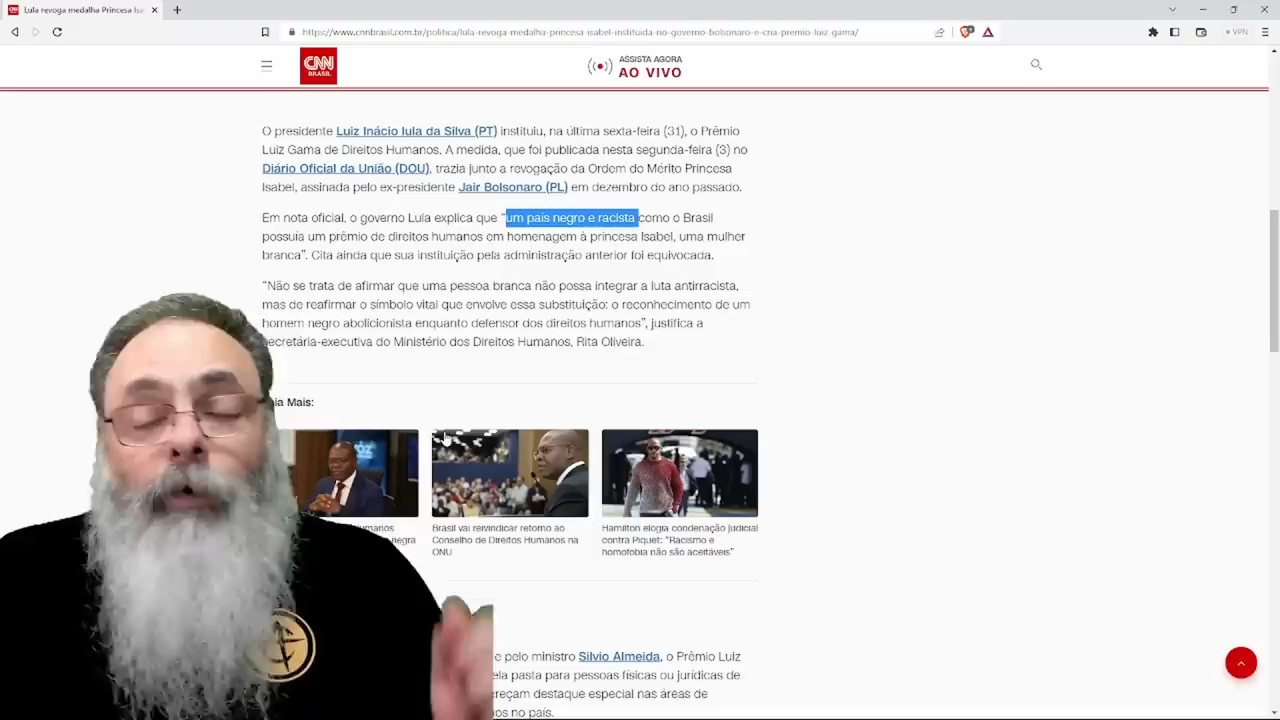 Lula revoga medalha Princesa Isa
https://www.cnnbrasil.com.br/politica/lula-revoga-medalha-princesa-isabel-instituida-no-governo-bolsonaro-e-cria-premio-luiz-gama/
VPN
CNN
BRASIL
ASSISTA AGORA
AO VIVO
O presidente Luiz Inácio lula da Silva (PT) instituiu, na última sexta-feira (31), o Prêmio
Luiz Gama de Direitos Humanos. A medida, que foi publicada nesta segunda-feira (3) no
Diário Oficial da União (DOU), trazia junto a revogação da Ordem do Mérito Princesa
Isabel, assinada pelo ex-presidente Jair Bolsonaro (PL) em dezembro do ano passado.
Em nota oficial, o governo Lula explica que “um país negro e racista como o Brasil
possuía um prêmio de direitos humanos em homenagem à princesa Isabel, uma mulher
branca”. Cita ainda que sua instituição pela administração anterior foi equivocada.
“Não se trata de afirmar que uma pessoa branca não possa integrar a luta antirracista,
mas de reafirmar o símbolo vital que envolve essa substituição: o reconhecimento de um
homem negro abolicionista enquanto defensor dos direitos humanos”, justifica a
secretária-executiva do Ministério dos Direitos Humanos, Rita Oliveira.
Mais:
umanos
negra
Brasil vai reivindicar retorno ao
Conselho de Direitos Humanos na
ONU
Hamilton elogia condenação judicial
contra Piquet: “Racismo e
homofobia não são aceitáveis”
e pelo ministro Silvio Almeida, o Prêmio Luiz
ela pasta para pessoas físicas ou jurídicas de
reçam destaque especial nas áreas de
os no país.